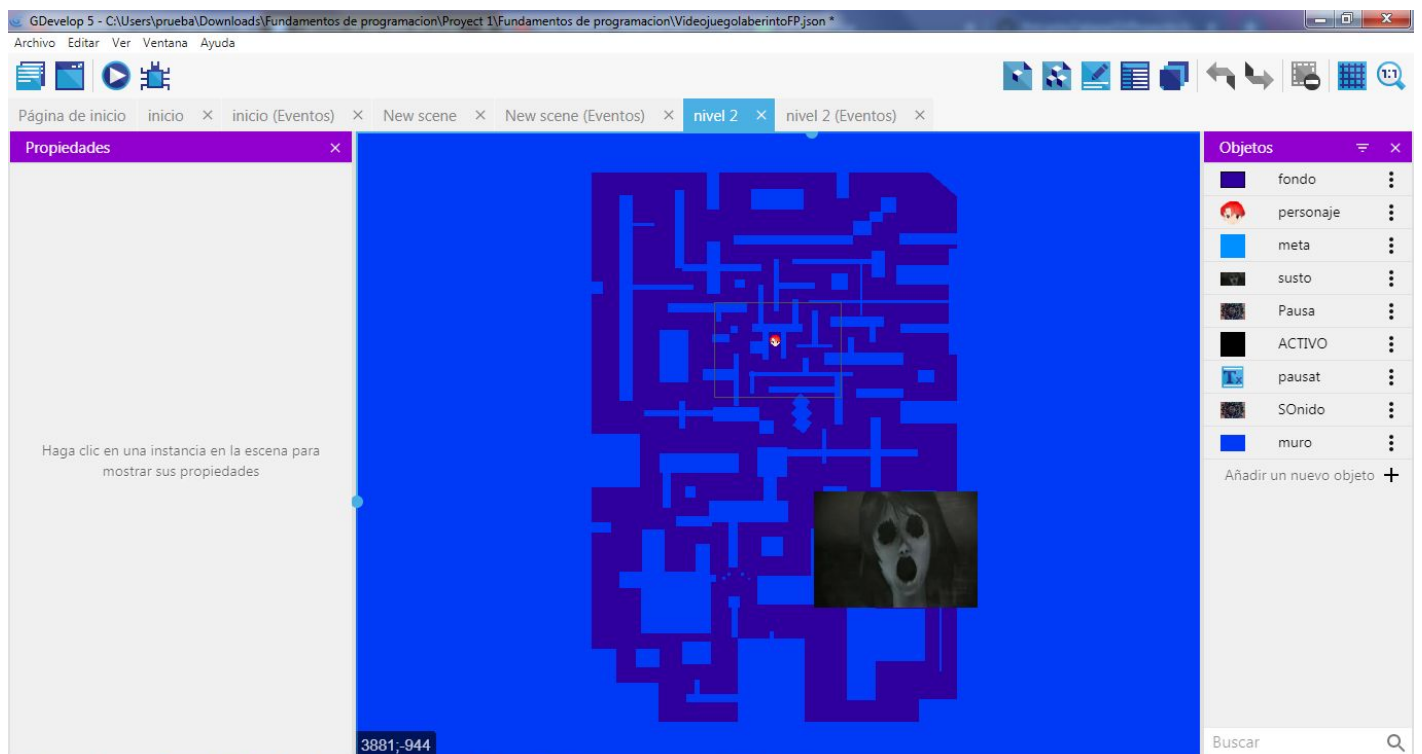 GDevelop 5 - C:\Users\prueba\Downloads\Fundamentos de programacion\Proyect 1\Fundamentos de programacion\VideojuegolaberintoFP.json *
Archivo Editar Ver Ventana Ayuda
1:1
Página de inicio inicio × inicio (Eventos) × New scene × New scene (Eventos) × nivel 2 × nivel 2 (Eventos) ×
Propiedades ×
Objetos ×
fondo
personaje
meta
susto
Pausa
ACTIVO
Tx pausat
SOnido
muro
Añadir un nuevo objeto +
Haga clic en una instancia en la escena para
mostrar sus propiedades
3881;-944
Buscar